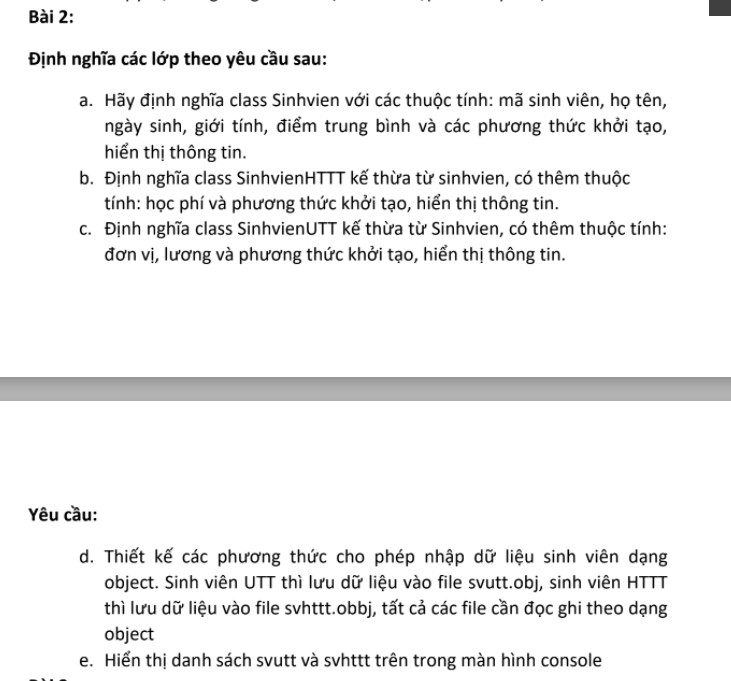 Bài 2:
Định nghĩa các lớp theo yêu cầu sau:
a. Hãy định nghĩa class Sinhvien với các thuộc tính: mã sinh viên, họ tên,
ngày sinh, giới tính, điểm trung bình và các phương thức khởi tạo,
hiển thị thông tin.
b. Định nghĩa class SinhvienHTTT kế thừa từ sinhvien, có thêm thuộc
tính: học phí và phương thức khởi tạo, hiển thị thông tin.
c. Định nghĩa class SinhvienUTT kế thừa từ Sinhvien, có thêm thuộc tính:
đơn vị, lương và phương thức khởi tạo, hiển thị thông tin.
Yêu cầu:
d. Thiết kế các phương thức cho phép nhập dữ liệu sinh viên dạng
object. Sinh viên UTT thì lưu dữ liệu vào file svutt.obj, sinh viên HTTT
thì lưu dữ liệu vào file svhttt.obbj, tất cả các file cần đọc ghi theo dạng
object
e. Hiển thị danh sách svutt và svhttt trên trong màn hình console